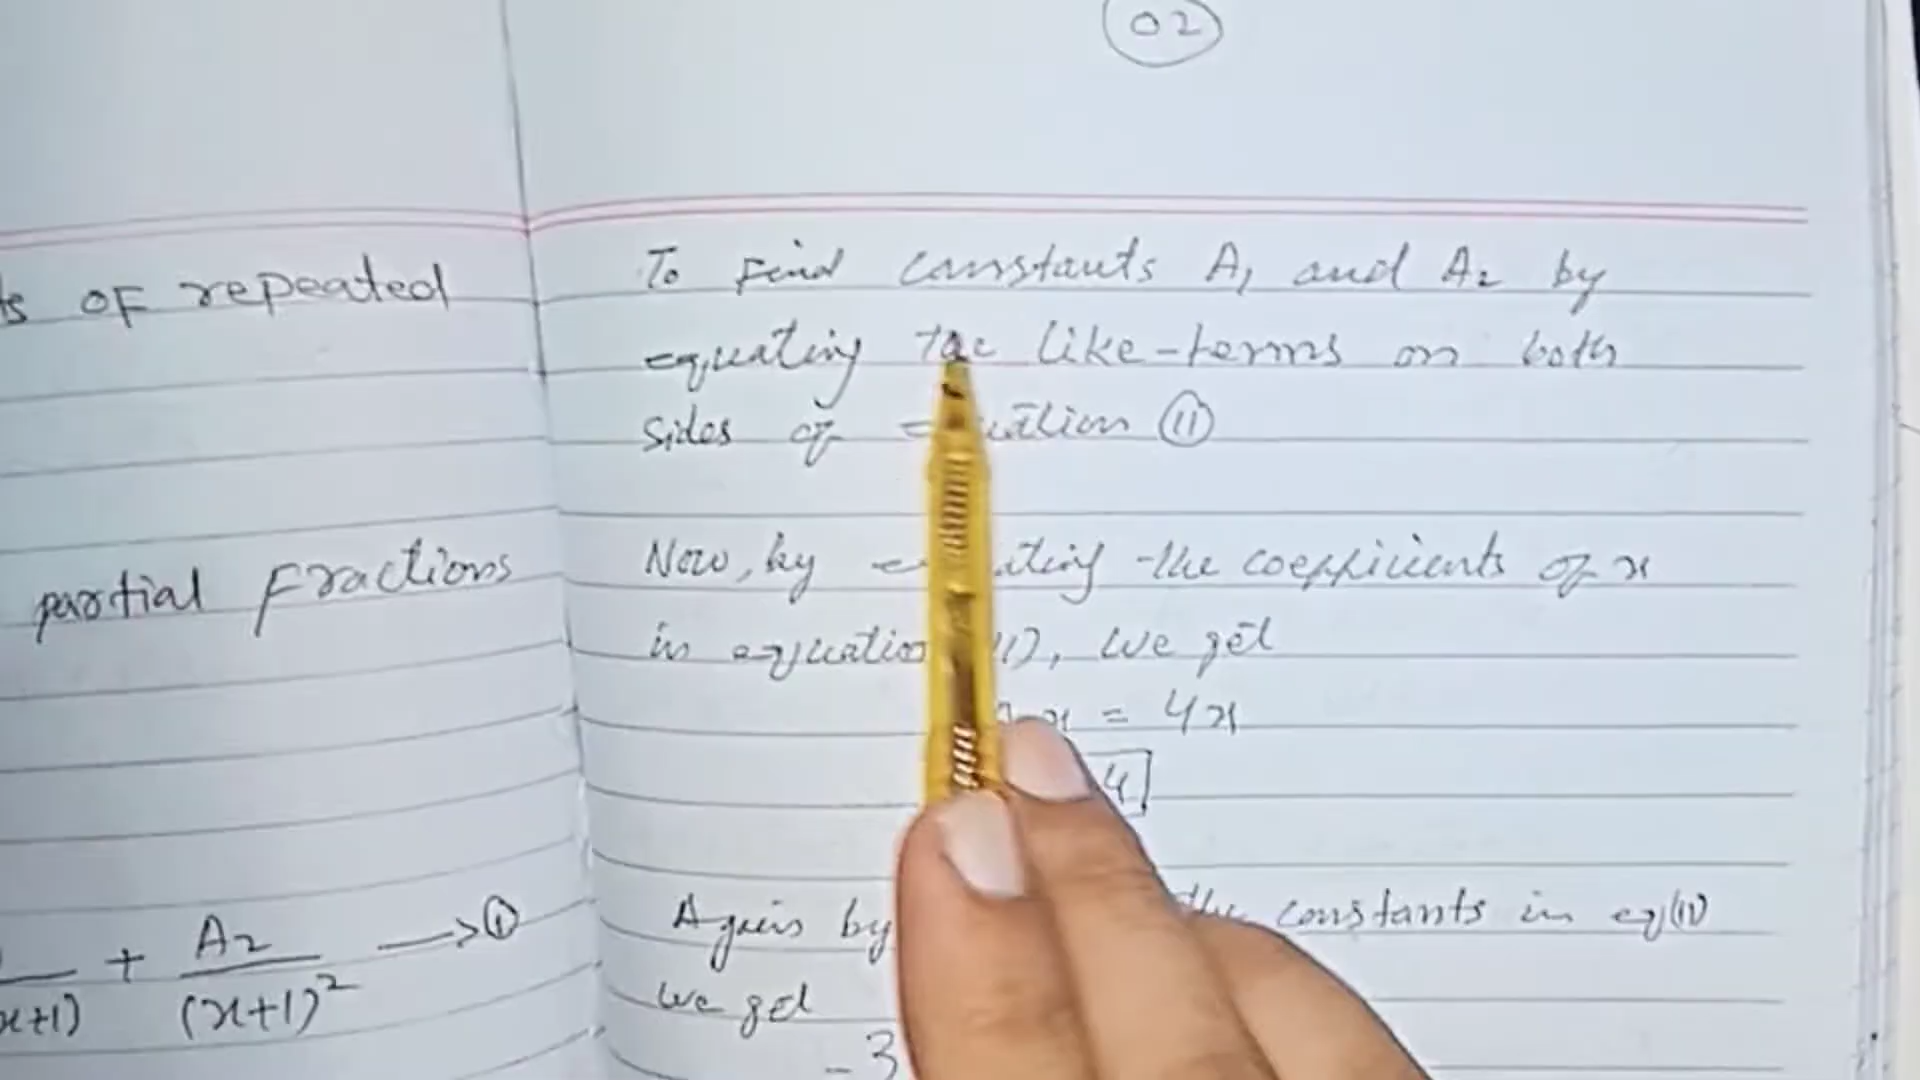 02
OF repeated
partial Fractions
+ A2 / (x+1)² → (1)
x+1)
To Find constants A1 and A2 by
equating the like-terms on both
sides of equation (11)
Now, by equating the coefficients of x
in equation 11), we get
x = 4x
4
Again by the constants in eq(11)
we get
-3